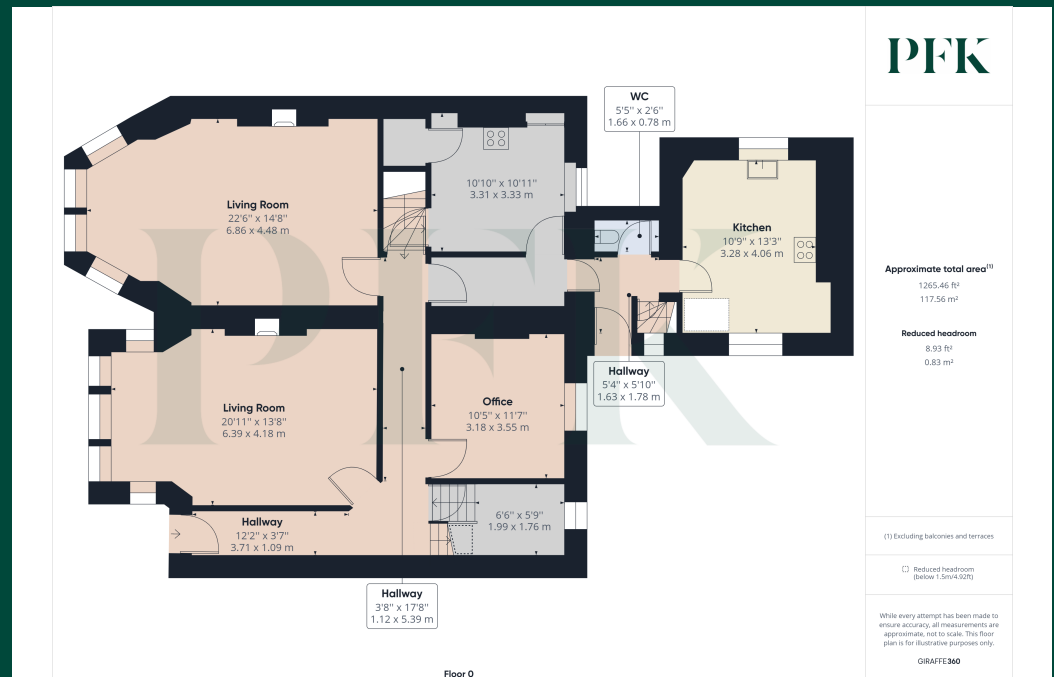 PFK
WC
5'5" x 2'6"
1.66 x 0.78 m
Living Room
22'6" x 14'8"
6.86 x 4.48 m
10'10" x 10'11"
3.31 x 3.33 m
Kitchen
10'9" x 13'3"
3.28 x 4.06 m
Hallway
5'4" x 5'10"
1.63 x 1.78 m
Living Room
20'11" x 13'8"
6.39 x 4.18 m
Office
10'5" x 11'7"
3.18 x 3.55 m
Hallway
12'2" x 3'7"
3.71 x 1.09 m
6'6" x 5'9"
1.99 x 1.76 m
Hallway
3'8" x 17'8"
1.12 x 5.39 m
Floor 0
PFK
Approximate total area(1)
1265.46 ft²
117.56 m²
Reduced headroom
8.93 ft²
0.83 m²
(1) Excluding balconies and terraces
Reduced headroom
(below 1.5m/4.92ft)
While every attempt has been made to
ensure accuracy, all measurements are
approximate, not to scale. This floor
plan is for illustrative purposes only.
GIRAFFE360